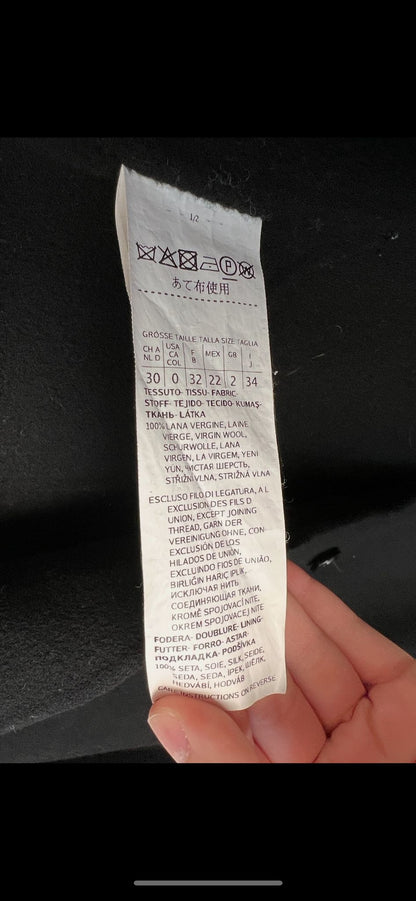 1/2
あて布使用
GRÖSSE TAILLE TALLA SIZE TAGLIA
CH A NL D USA CA COL F B MEX GB I J
30 0 32 22 2 34
TESSUTO- TISSU- FABRIC-
STOFF- TEJIDO- TECIDO- KUMAŞ-
ТКАНЬ- LÁTKA
100% LANA VERGINE, LAINE
VIERGE, VIRGIN WOOL,
SCHURWOLLE, LANA
VIRGEN, LA VIRGEM, YENI
YÜN, ЧИСТАЯ ШЕРСТЬ,
STŘIŽNÍ VLNA, STRIŽNÁ VLNA
ESCLUSO FILO DI LEGATURA, A L
EXCLUSION DES FILS D
UNION, EXCEPT JOINING
THREAD, GARN DER
VEREINIGUNG OHNE, CON
EXCLUSIÓN DE LOS
HILADOS DE UNIÓN,
EXCLUINDO FIOS DE UNIÃO,
BIRLIĞIN HARIÇ IPLIK,
ИСКЛЮЧАЯ НИТЬ
СОЕДИНЯЮЩАЯ ТКАНИ,
KROMĚ SPOJOVACÍ NITĚ,
OKREM SPOJOVACEJ NITE
FODERA- DOUBLURE- LINING-
FUTTER- FORRO- ASTAR-
ПОДКЛАДКА- PODŠÍVKA
100% SETA, SOIE, SILK, SEIDE,
SEDA, SEDA, İPEK, ШЕЛК,
HEDVÁBÍ, HODVÁB
CARE INSTRUCTIONS ON REVERSE